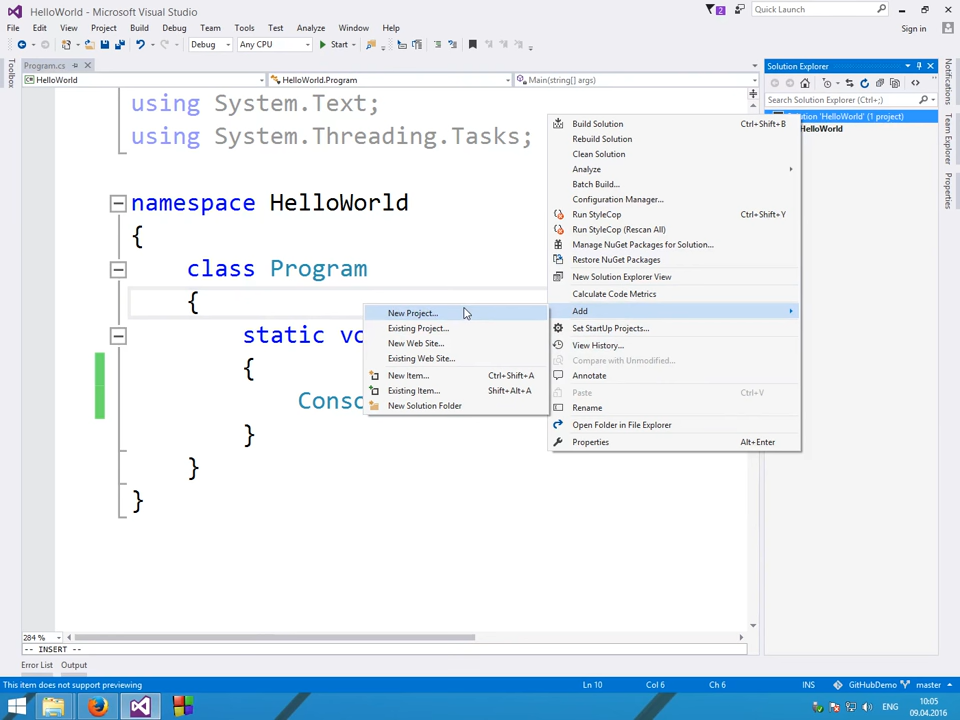 HelloWorld - Microsoft Visual Studio
2
Quick Launch
File Edit View Project Build Debug Team Tools Test Analyze Window Help
Sign in
Debug Any CPU Start
Program.cs
Solution Explorer
HelloWorld HelloWorld.Program Main(string[] args)
Toolbox
Search Solution Explorer (Ctrl+;)
'HelloWorld' (1 project)
HelloWorld
Notifications
Team Explorer
Properties
using System.Text;
using System.Threading.Tasks;
namespace HelloWorld
{
class Program
{
static
{
}
}
}
Build Solution Ctrl+Shift+B
Rebuild Solution
Clean Solution
Analyze
Batch Build...
Configuration Manager...
Run StyleCop Ctrl+Shift+Y
Run StyleCop (Rescan All)
Manage NuGet Packages for Solution...
Restore NuGet Packages
New Solution Explorer View
Calculate Code Metrics
Add
Set StartUp Projects...
View History...
Compare with Unmodified...
Annotate
Paste Ctrl+V
Rename
Open Folder in File Explorer
Properties Alt+Enter
New Project...
Existing Project...
New Web Site...
Existing Web Site...
New Item... Ctrl+Shift+A
Existing Item... Shift+Alt+A
New Solution Folder
284 %
-- INSERT --
Error List Output
This item does not support previewing Ln 10 Col 6 Ch 6 INS GitHubDemo master
ENG
10:05
09.04.2016